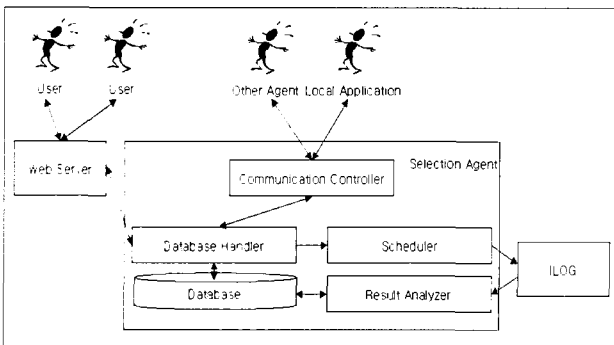 User
User
Other Agent
Local Application
Web Server
Selection Agent
Communication Controller
Database Handler
Scheduler
ILOG
Database
Result Analyzer